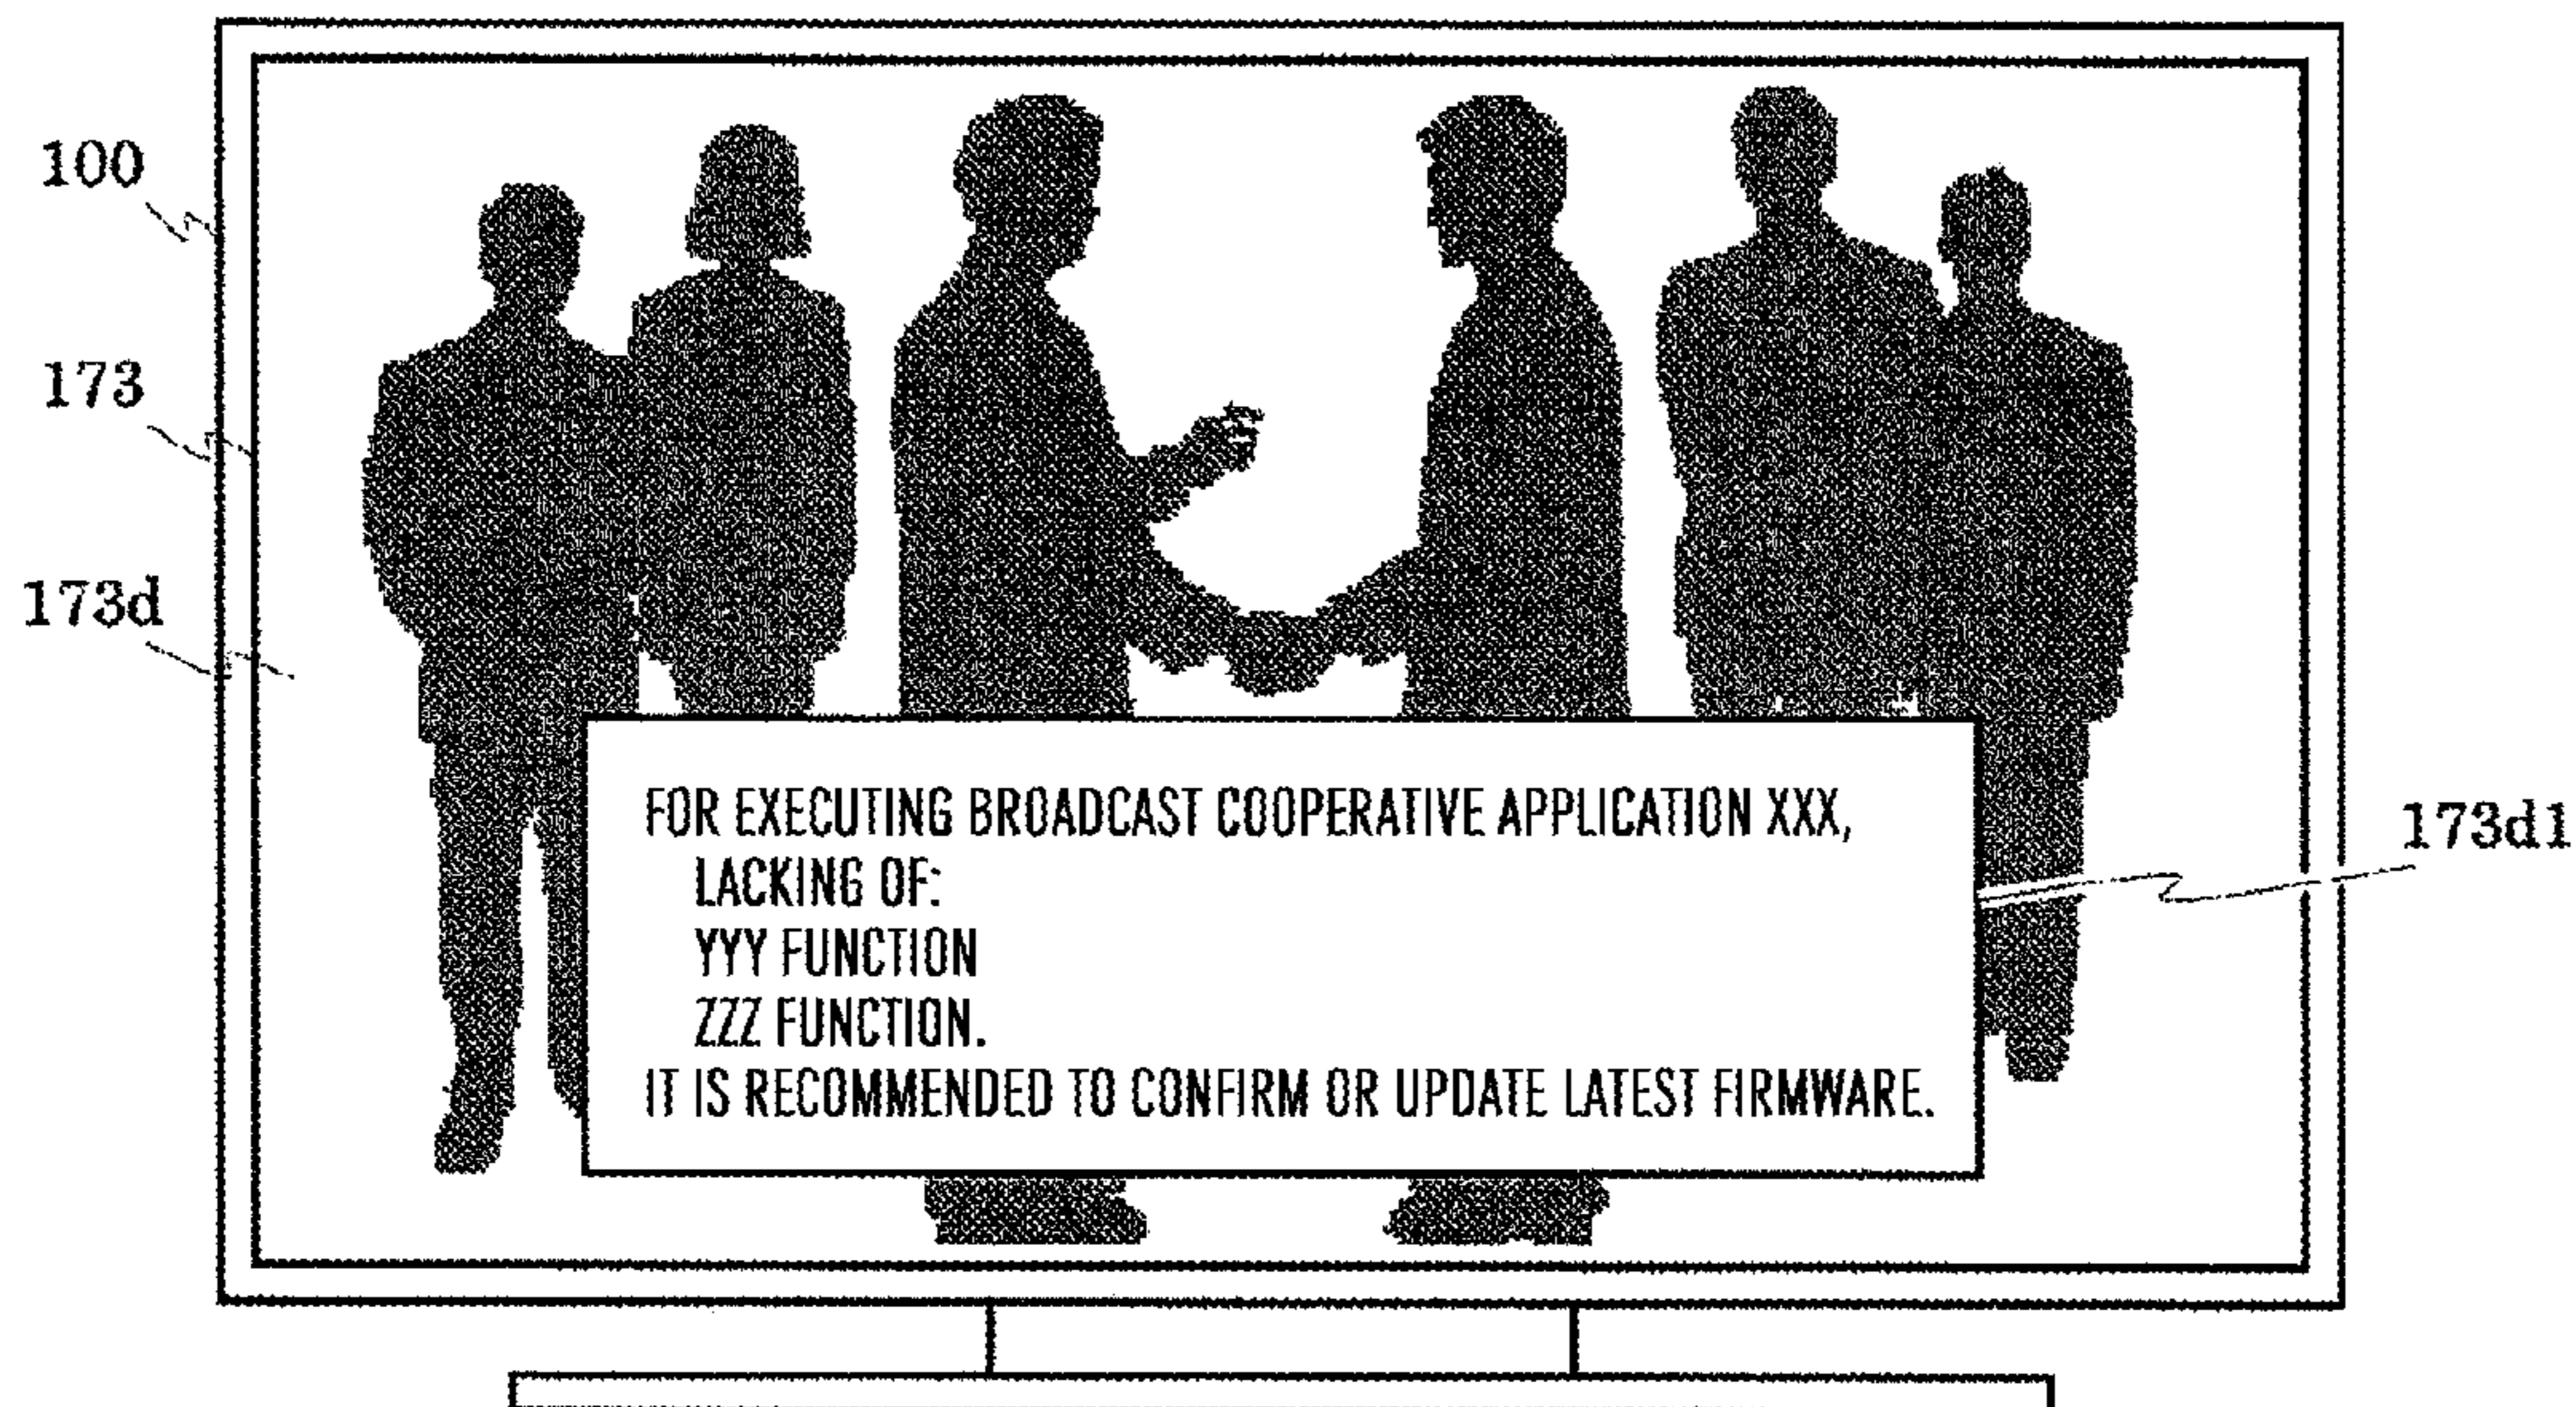 100
173
173d
FOR EXECUTING BROADCAST COOPERATIVE APPLICATION XXX,
LACKING OF:
YYY FUNCTION
ZZZ FUNCTION.
IT IS RECOMMENDED TO CONFIRM OR UPDATE LATEST FIRMWARE.
173d1